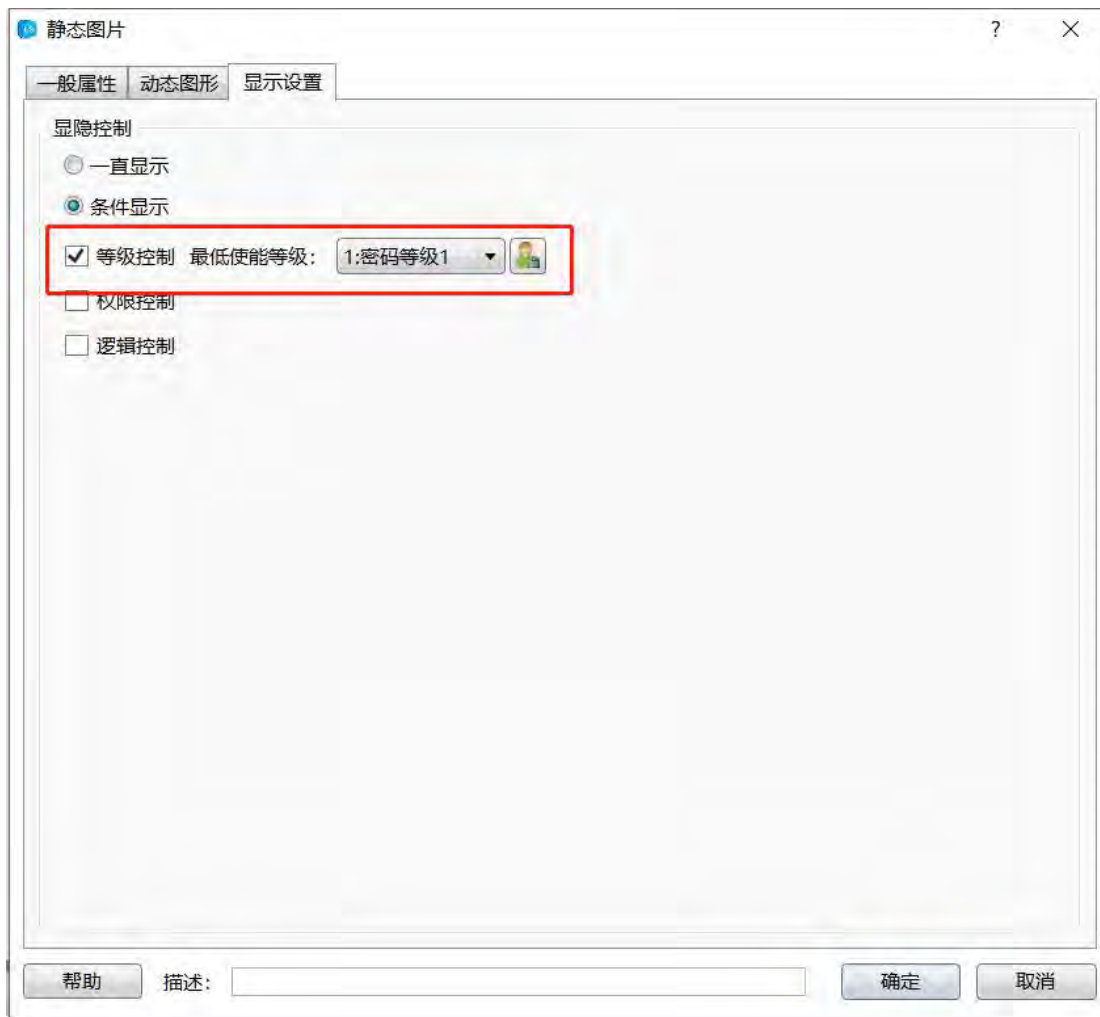 静态图片
一般属性 动态图形 显示设置
显隐控制
一直显示
条件显示
等级控制 最低使能等级： 1:密码等级1
权限控制
逻辑控制
帮助 描述： 确定 取消